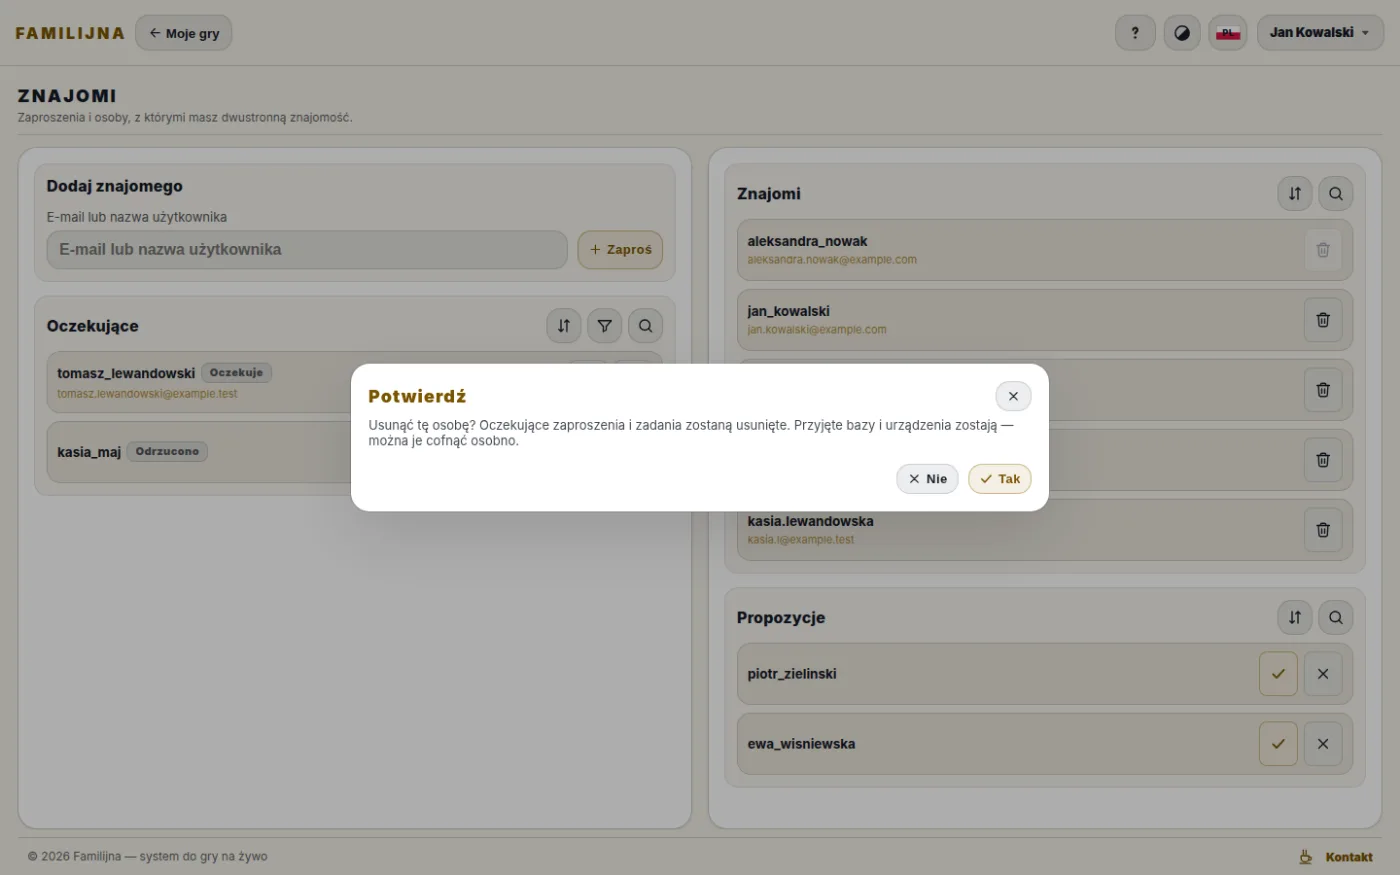 FAMILIJNA
Moje gry
?
PL
Jan Kowalski
ZNAJOMI
Zaproszenia i osoby, z którymi masz dwustronną znajomość.
Dodaj znajomego
E-mail lub nazwa użytkownika
E-mail lub nazwa użytkownika
Zaproś
Oczekujące
tomasz_lewandowski Oczekuje
tomasz.lewandowski@example.test
kasia_maj Odrzucono
Znajomi
aleksandra_nowak
aleksandra.nowak@example.com
jan_kowalski
jan.kowalski@example.com
Potwierdź
Usunąć tę osobę? Oczekujące zaproszenia i zadania zostaną usunięte. Przyjęte bazy i urządzenia zostają —
można je cofnąć osobno.
Nie
Tak
kasia.lewandowska
kasia.l@example.test
Propozycje
piotr_zielinski
ewa_wisniewska
© 2026 Familijna — system do gry na żywo
Kontakt